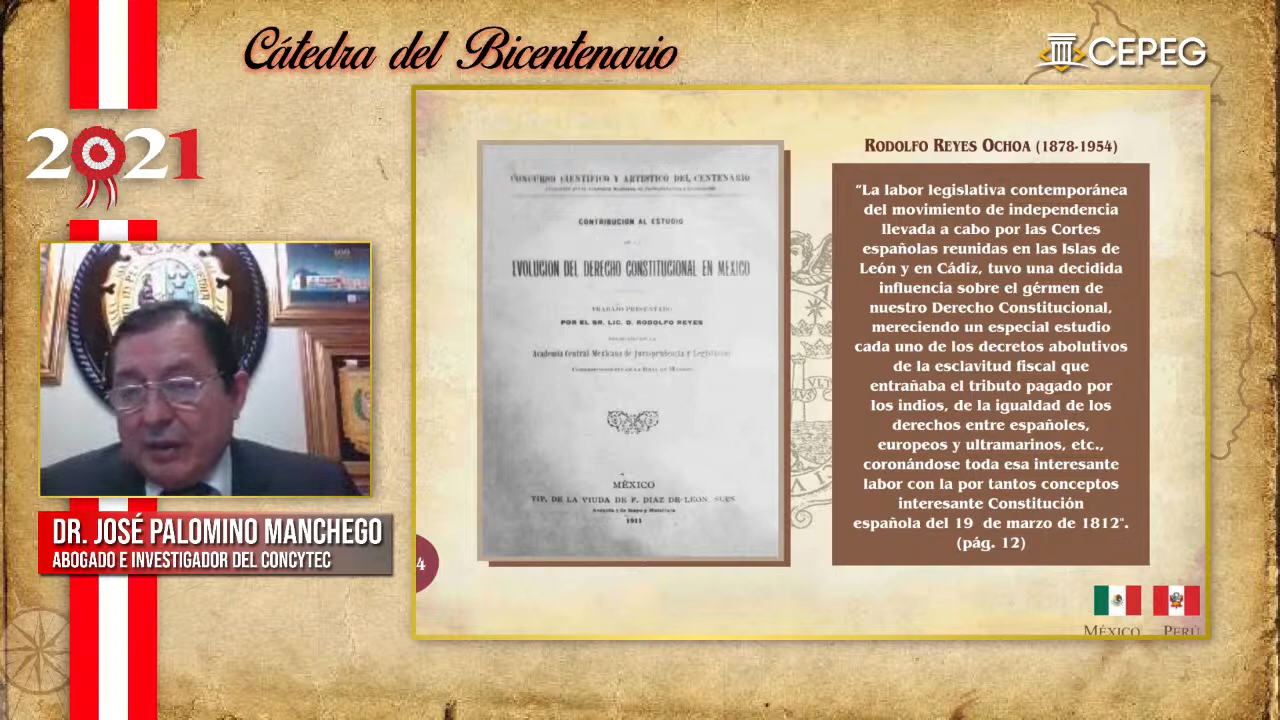 Cátedra del Bicentenario
CEPEG
2021
DR. JOSÉ PALOMINO MANCHEGO
ABOGADO E INVESTIGADOR DEL CONCYTEC
CONCURSO CIENTÍFICO Y ARTÍSTICO DEL CENTENARIO
CONTRIBUCION AL ESTUDIO
DE LA
EVOLUCION DEL DERECHO CONSTITUCIONAL EN MEXICO
TRABAJO PRESENTADO
POR EL SR. LIC. D. RODOLFO REYES
Academia Central Mexicana de Jurisprudencia y Legislación
MÉXICO
TIP. DE LA VIUDA DE F. DIAZ DE LEON, SUCS
1911
RODOLFO REYES OCHOA (1878-1954)
“La labor legislativa contemporánea
del movimiento de independencia
llevada a cabo por las Cortes
españolas reunidas en las Islas de
León y en Cádiz, tuvo una decidida
influencia sobre el gérmen de
nuestro Derecho Constitucional,
mereciendo un especial estudio
cada uno de los decretos abolutivos
de la esclavitud fiscal que
entrañaba el tributo pagado por
los indios, de la igualdad de los
derechos entre españoles,
europeos y ultramarinos, etc.,
coronándose toda esa interesante
labor con la por tantos conceptos
interesante Constitución
española del 19 de marzo de 1812".
(pág. 12)
4
MÉXICO PERÚ